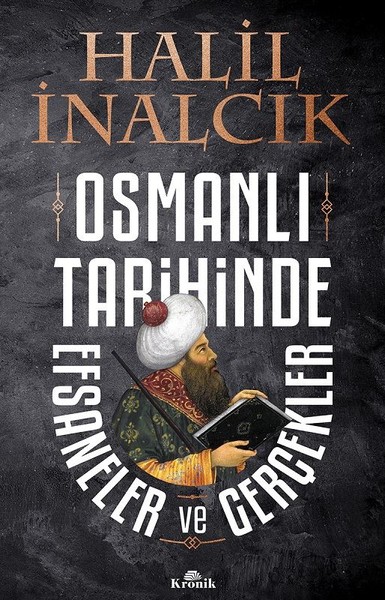 HALİL
İNALCIK
OSMANLI
TARİHİNDE
EFSANELER ve GERÇEKLER
Kronik